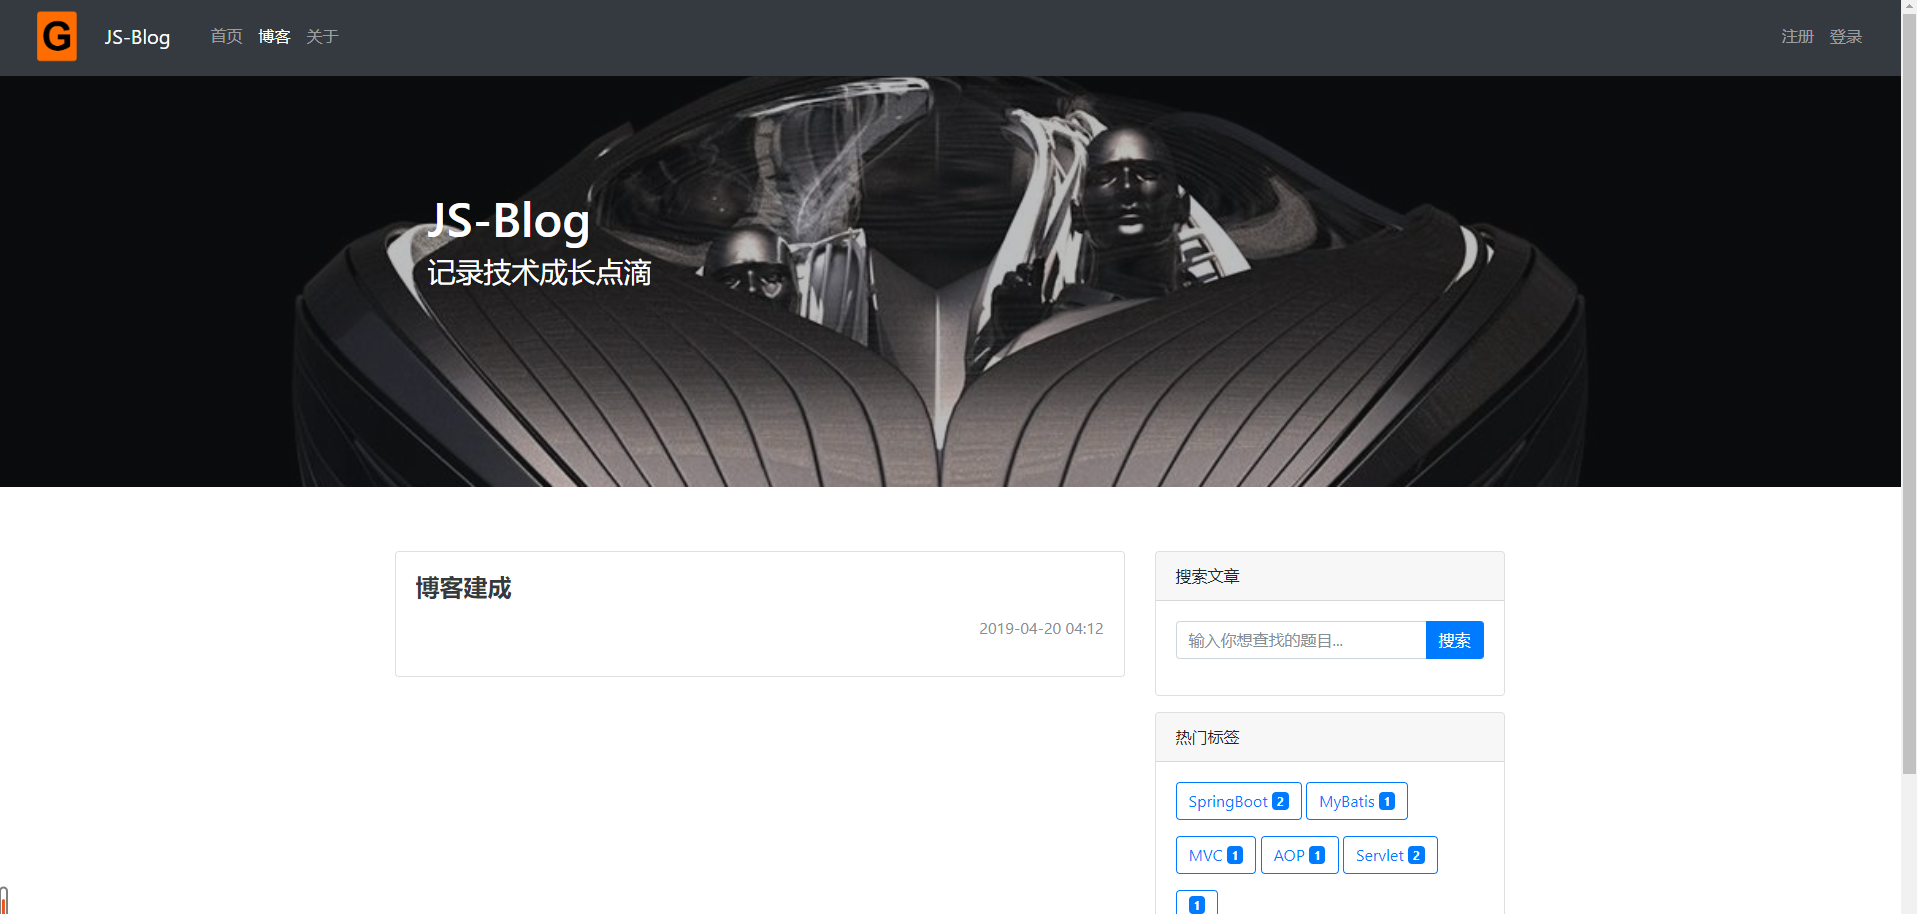 G JS-Blog 首页 博客 关于 注册 登录
JS-Blog
记录技术成长点滴
博客建成
2019-04-20 04:12
搜索文章
输入你想查找的题目... 搜索
热门标签
SpringBoot 2 MyBatis 1
MVC 1 AOP 1 Servlet 2
1